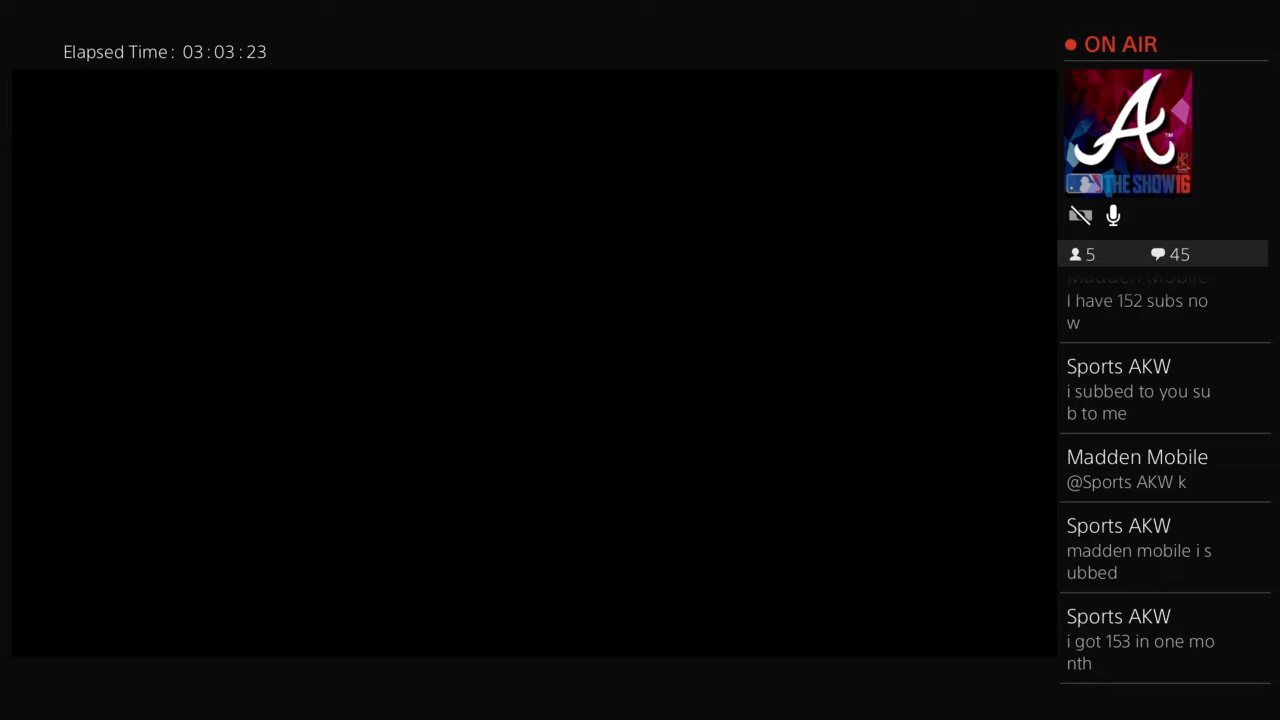 Elapsed Time: 03:03:23
ON AIR
A
THE SHOW16
5 45
Madden Mobile
I have 152 subs no
w
Sports AKW
i subbed to you su
b to me
Madden Mobile
@Sports AKW k
Sports AKW
madden mobile i s
ubbed
Sports AKW
i got 153 in one mo
nth